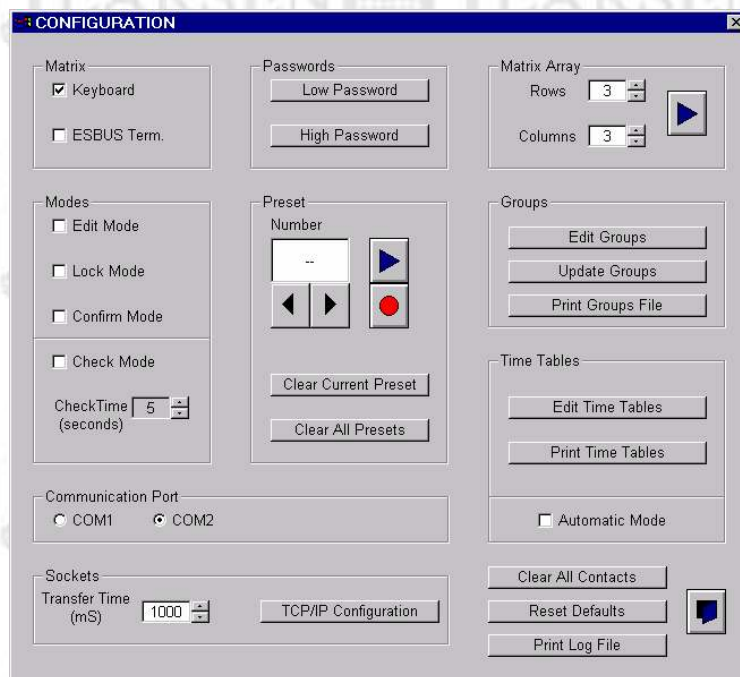 CONFIGURATION
Matrix
Keyboard
ESBUS Term.
Passwords
Low Password
High Password
Matrix Array
Rows 3
Columns 3
Modes
Edit Mode
Lock Mode
Confirm Mode
Check Mode
CheckTime 5
(seconds)
Preset
Number
--
Clear Current Preset
Clear All Presets
Groups
Edit Groups
Update Groups
Print Groups File
Time Tables
Edit Time Tables
Print Time Tables
Automatic Mode
Communication Port
COM1 COM2
Sockets
Transfer Time
(mS) 1000
TCP/IP Configuration
Clear All Contacts
Reset Defaults
Print Log File